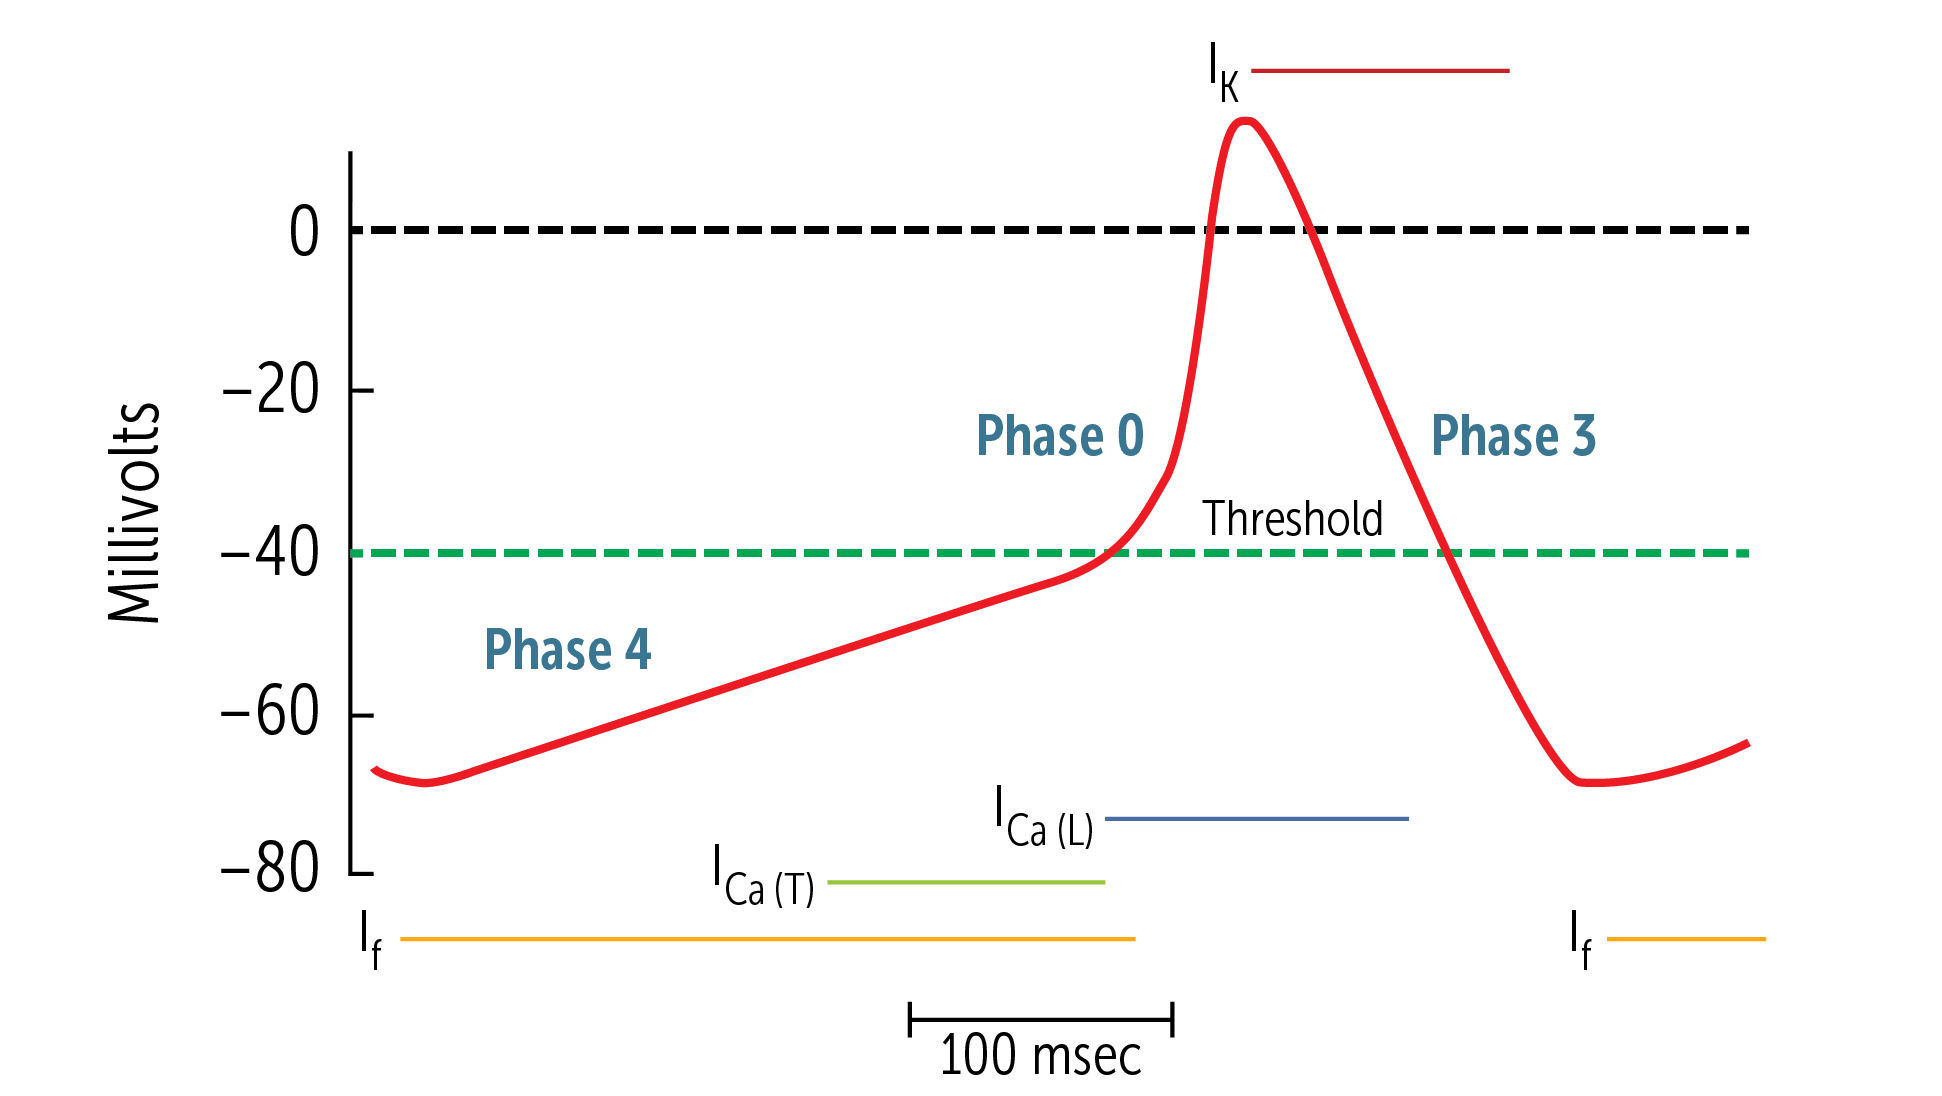 I_K
0
−20
Phase 0
Phase 3
Millivolts
Threshold
−40
Phase 4
−60
I_Ca (L)
−80
I_Ca (T)
I_f
I_f
100 msec